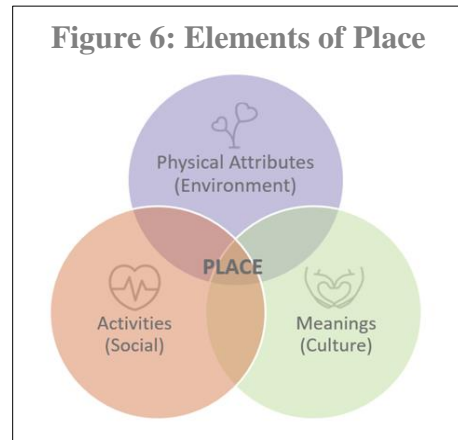 Figure 6: Elements of Place
Physical Attributes
(Environment)
PLACE
Activities
(Social)
Meanings
(Culture)